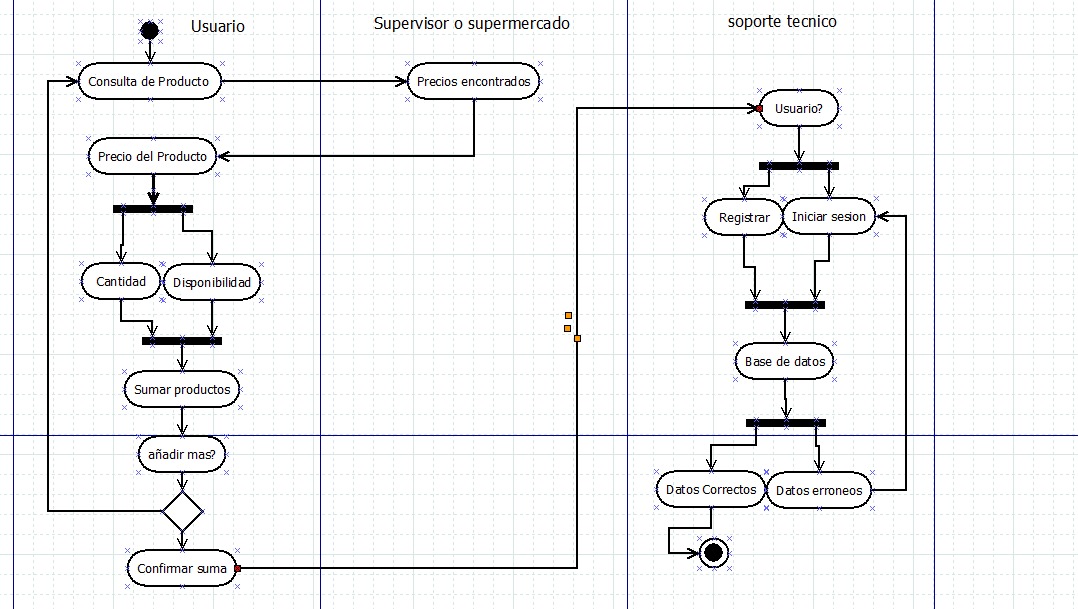 Usuario
Supervisor o supermercado
soporte tecnico
Consulta de Producto
Precios encontrados
Usuario?
Precio del Producto
Registrar
Iniciar sesion
Cantidad
Disponibilidad
Base de datos
Sumar productos
añadir mas?
Datos Correctos
Datos erroneos
Confirmar suma